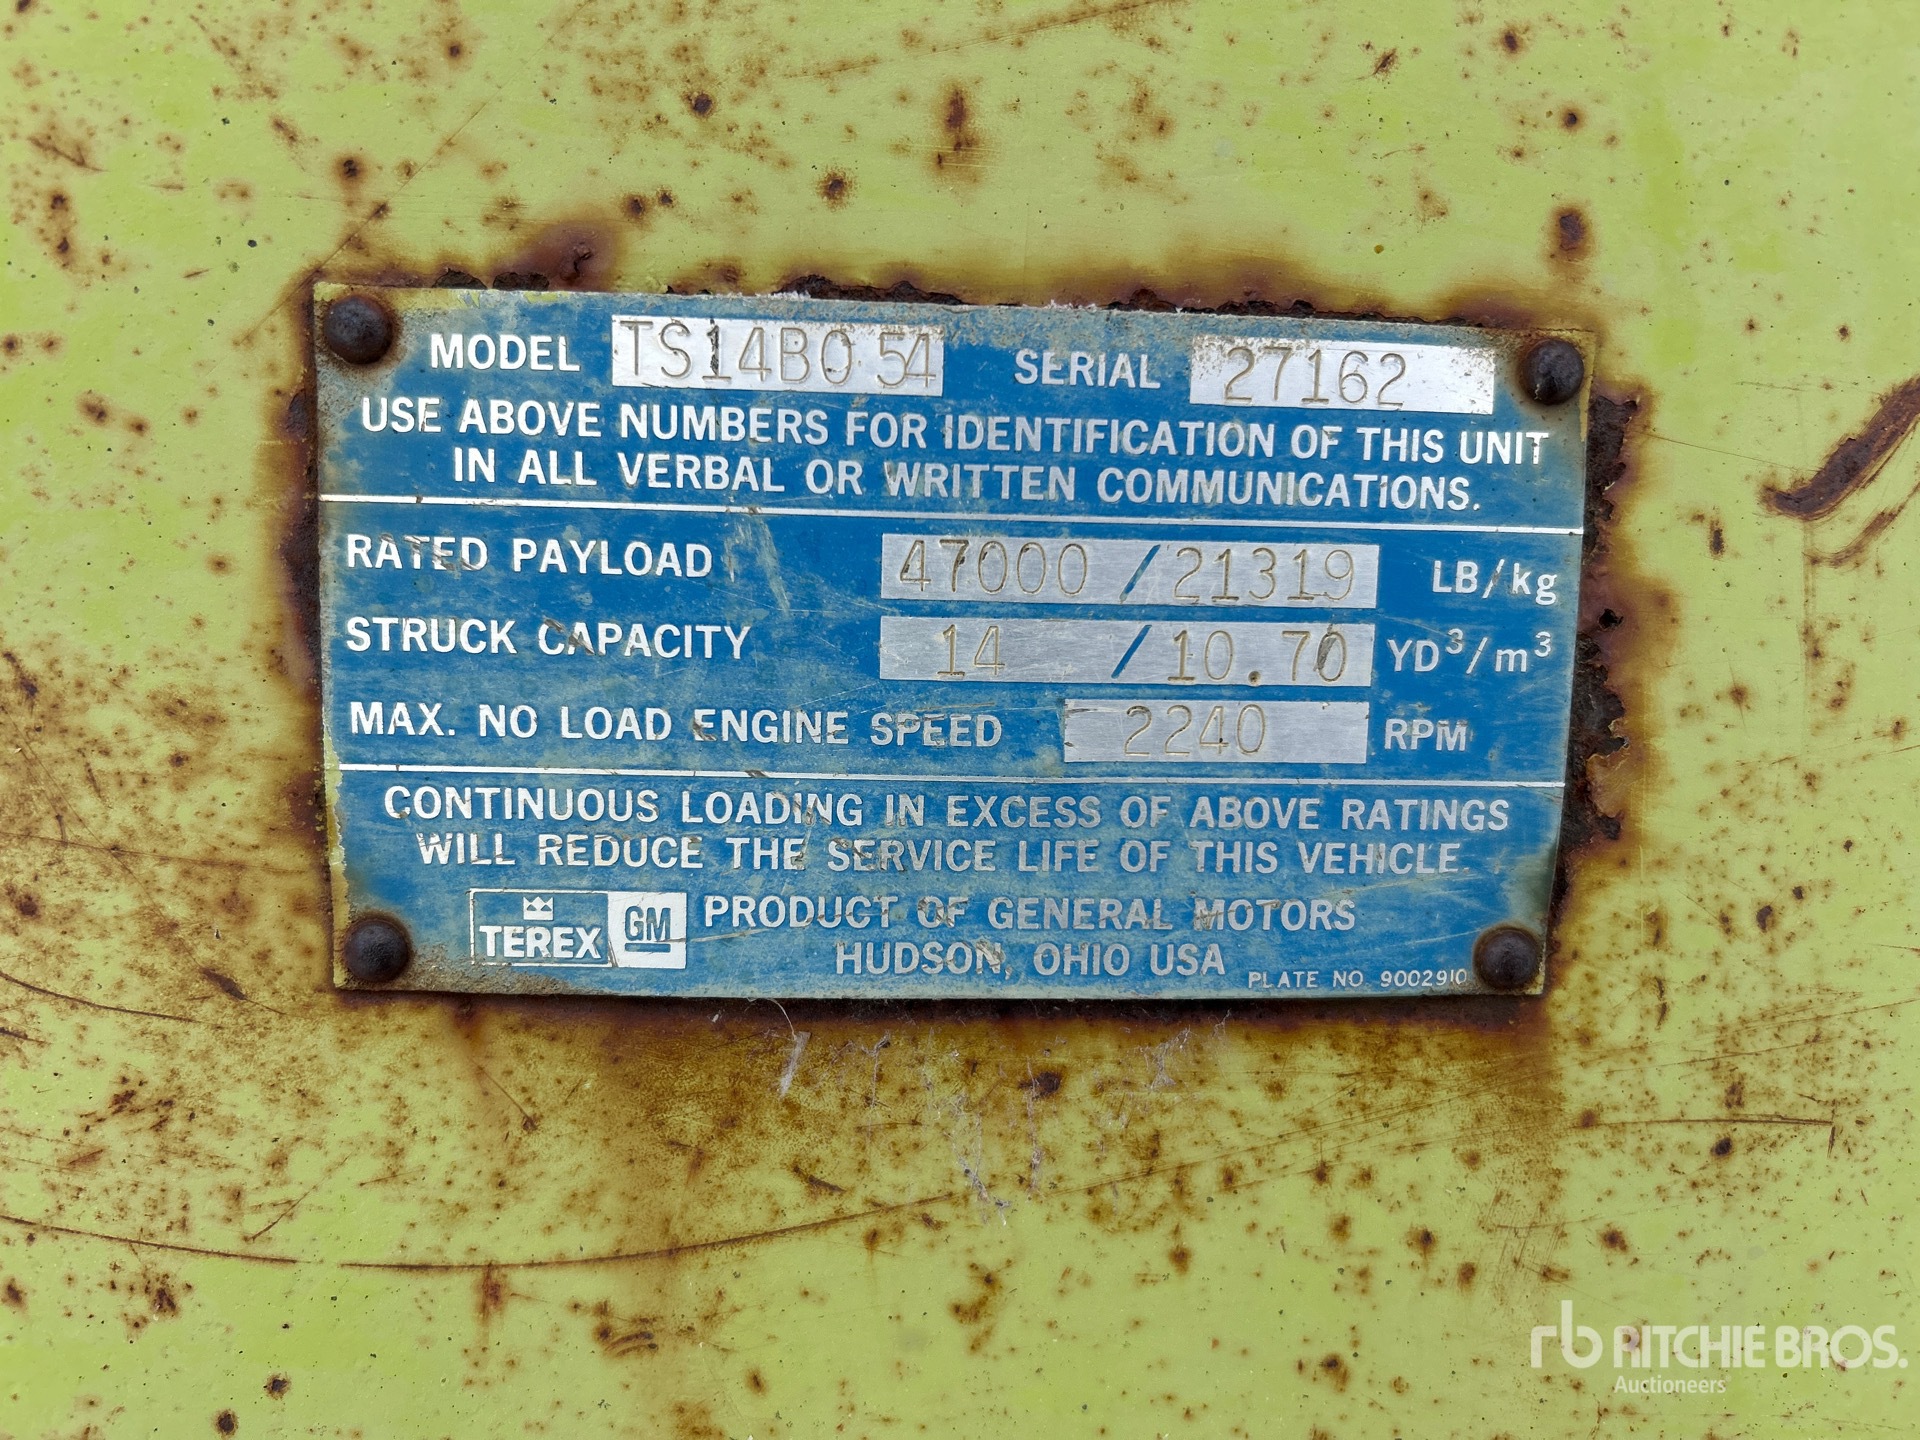 MODEL TS14B054 SERIAL 27162
USE ABOVE NUMBERS FOR IDENTIFICATION OF THIS UNIT
IN ALL VERBAL OR WRITTEN COMMUNICATIONS.
RATED PAYLOAD 47000 / 21319 LB/kg
STRUCK CAPACITY 14 / 10.70 YD³/m³
MAX. NO LOAD ENGINE SPEED 2240 RPM
CONTINUOUS LOADING IN EXCESS OF ABOVE RATINGS
WILL REDUCE THE SERVICE LIFE OF THIS VEHICLE.
TEREX GM PRODUCT OF GENERAL MOTORS
HUDSON, OHIO USA
PLATE NO. 9002910
rb RITCHIE BROS.
Auctioneers